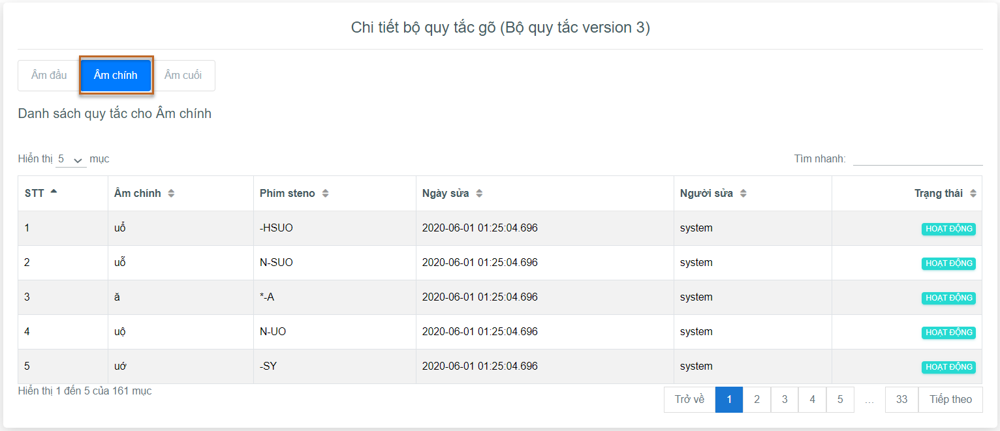 Chi tiết bộ quy tắc gõ (Bộ quy tắc version 3)
Âm đầu Âm chính Âm cuối
Danh sách quy tắc cho Âm chính
Hiển thị 5 mục Tìm nhanh:
STT Âm chính Phím steno Ngày sửa Người sửa Trạng thái
1 uổ -HSUO 2020-06-01 01:25:04.696 system HOẠT ĐỘNG
2 uỗ N-SUO 2020-06-01 01:25:04.696 system HOẠT ĐỘNG
3 ă *-A 2020-06-01 01:25:04.696 system HOẠT ĐỘNG
4 uộ N-UO 2020-06-01 01:25:04.696 system HOẠT ĐỘNG
5 uớ -SY 2020-06-01 01:25:04.696 system HOẠT ĐỘNG
Hiển thị 1 đến 5 của 161 mục
Trở về 1 2 3 4 5 ... 33 Tiếp theo